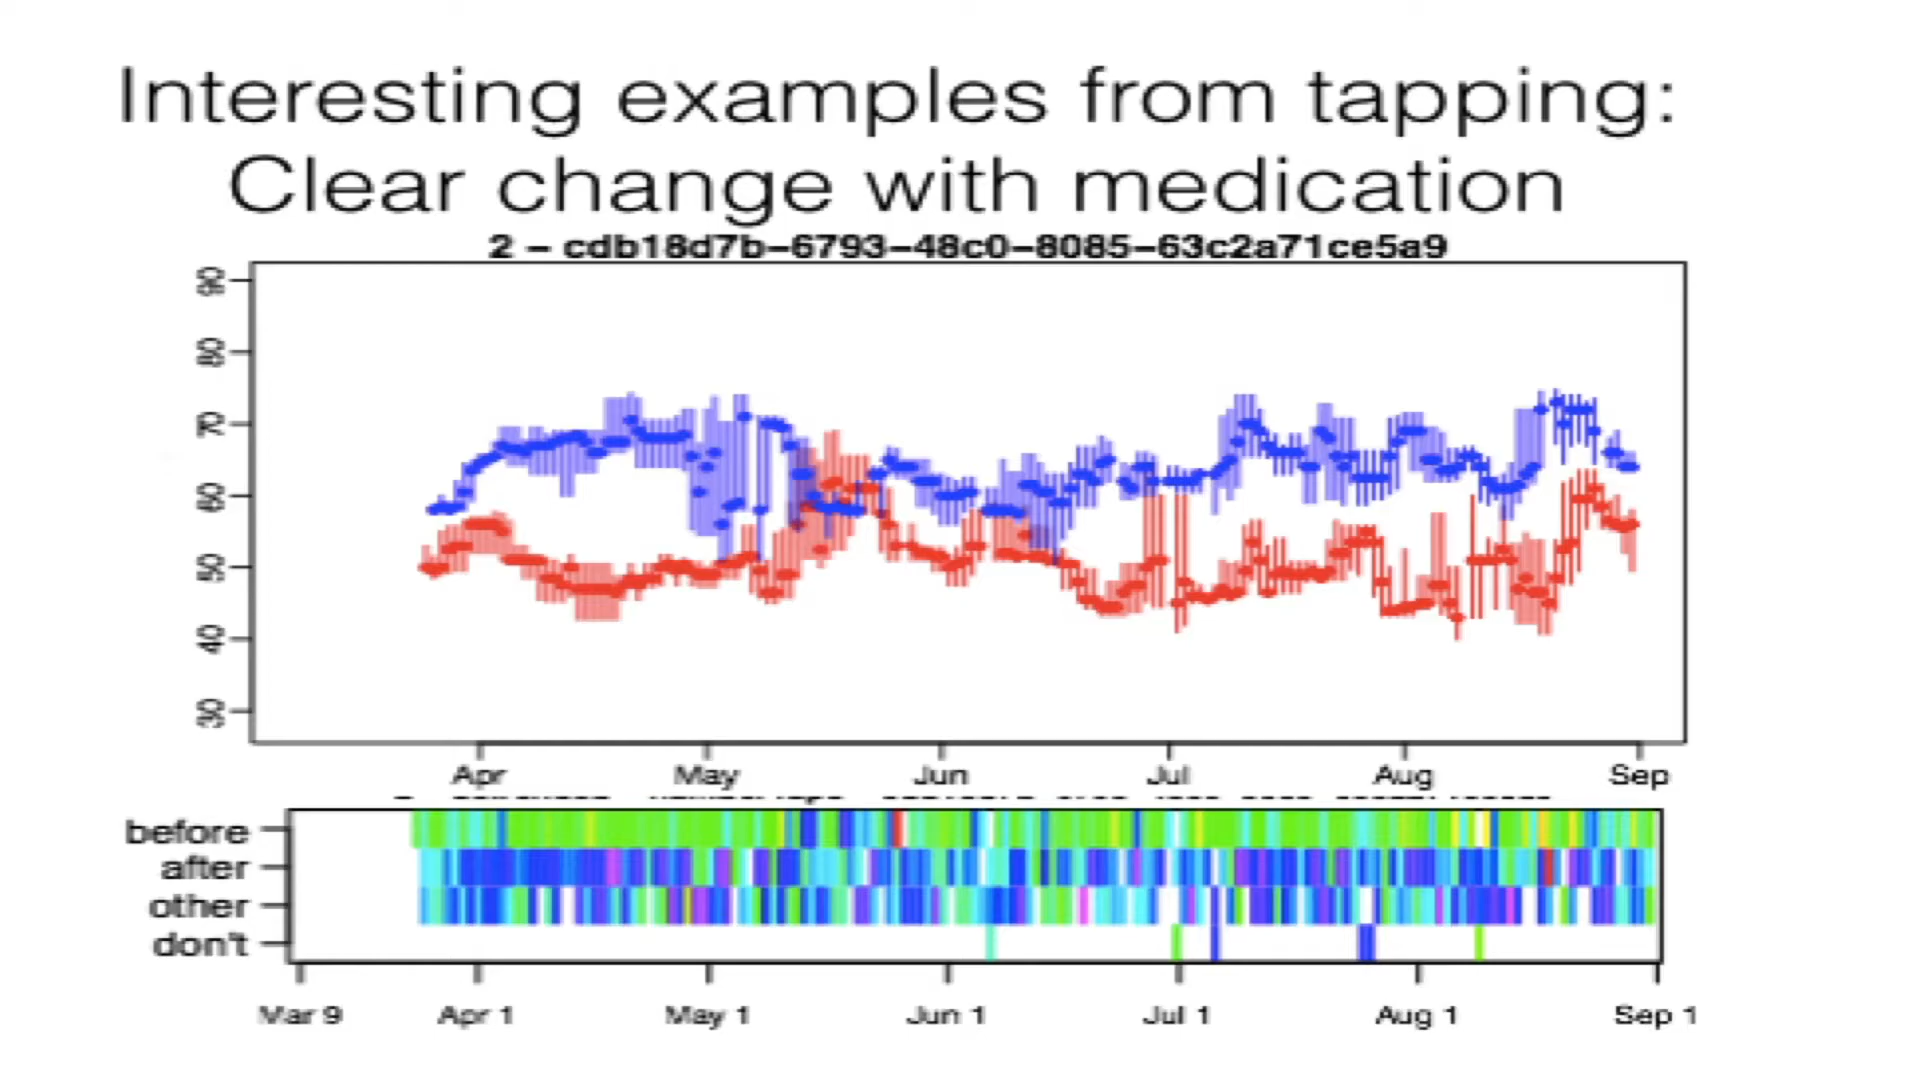 Interesting examples from tapping:
Clear change with medication
2 – cdb18d7b–6793–48c0–8085–63c2a71ce5a9
90
80
70
60
50
40
30
Apr May Jun Jul Aug Sep
before
after
other
don't
Mar 9 Apr 1 May 1 Jun 1 Jul 1 Aug 1 Sep 1